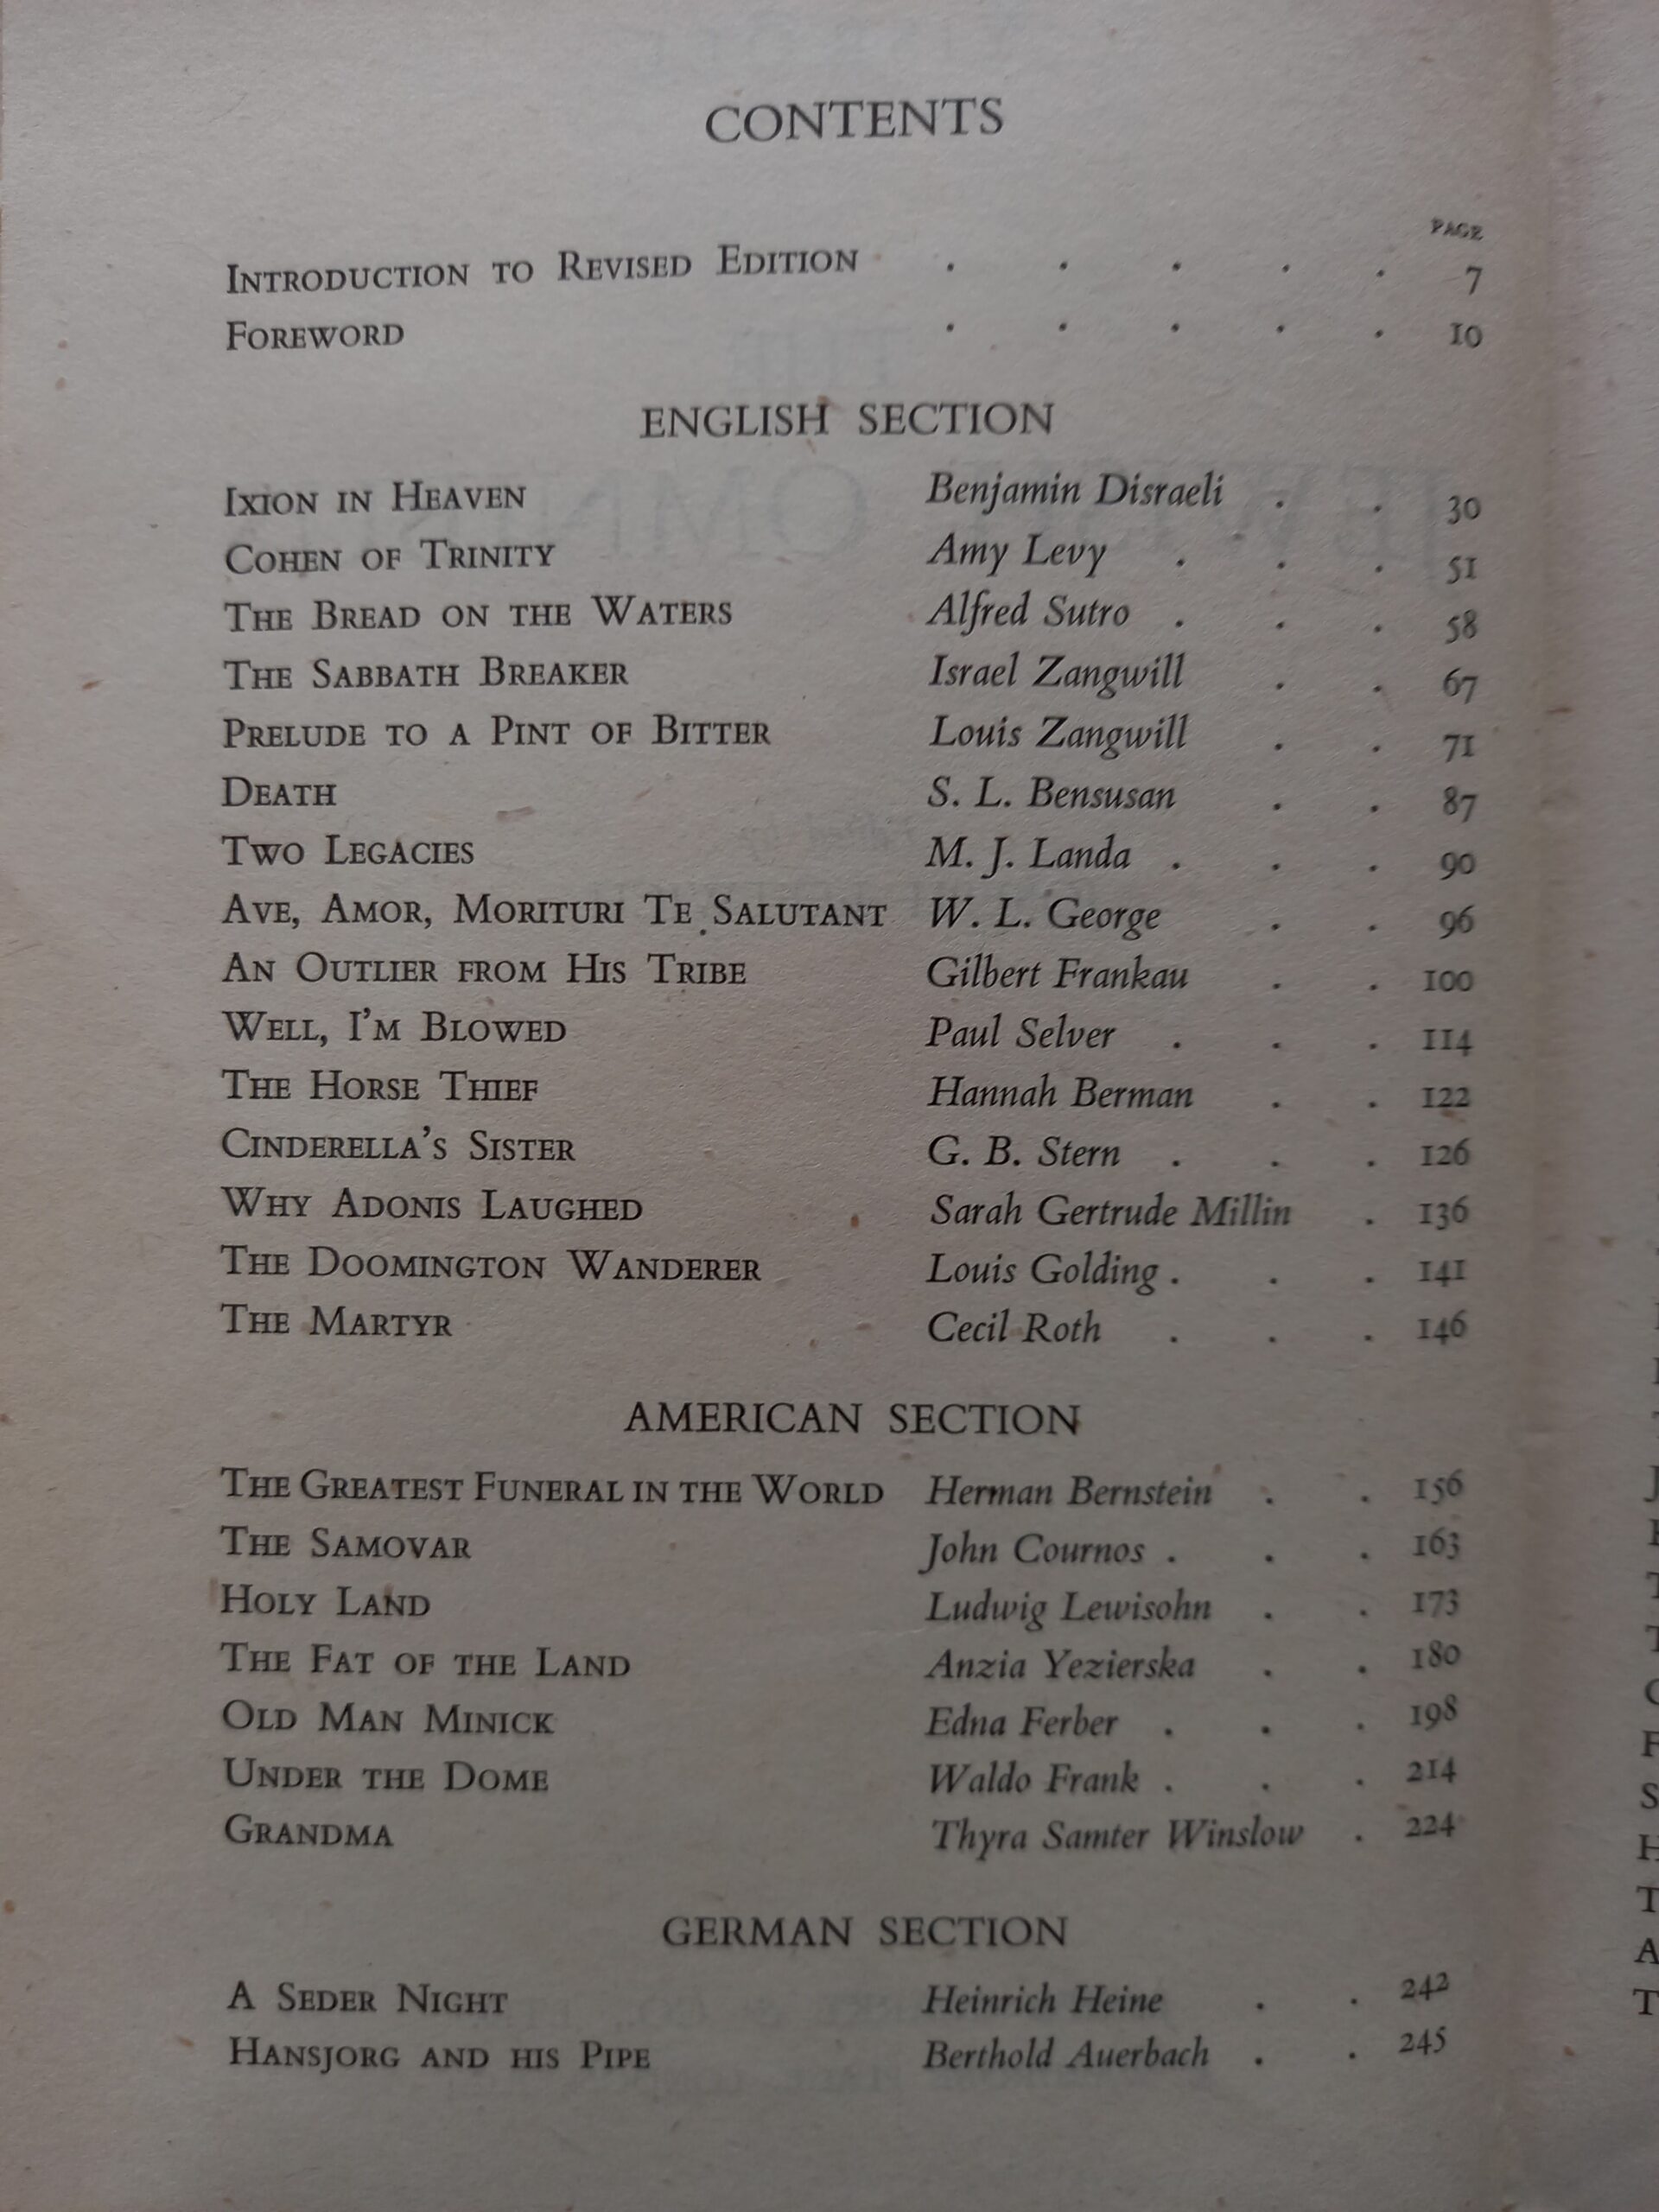 CONTENTS
PAGE
Introduction to Revised Edition . . . . . 7
Foreword . . . . . 10
ENGLISH SECTION
Ixion in Heaven Benjamin Disraeli . . 30
Cohen of Trinity Amy Levy . . . 51
The Bread on the Waters Alfred Sutro . . . 58
The Sabbath Breaker Israel Zangwill . . 67
Prelude to a Pint of Bitter Louis Zangwill . . 71
Death S. L. Bensusan . . 87
Two Legacies M. J. Landa . . . 90
Ave, Amor, Morituri Te Salutant W. L. George . . 96
An Outlier from His Tribe Gilbert Frankau . . 100
Well, I'm Blowed Paul Selver . . . 114
The Horse Thief Hannah Berman . . 122
Cinderella's Sister G. B. Stern . . . 126
Why Adonis Laughed Sarah Gertrude Millin . 136
The Doomington Wanderer Louis Golding . . . 141
The Martyr Cecil Roth . . . 146
AMERICAN SECTION
The Greatest Funeral in the World Herman Bernstein . . 156
The Samovar John Cournos . . . 163
Holy Land Ludwig Lewisohn . . 173
The Fat of the Land Anzia Yezierska . . 180
Old Man Minick Edna Ferber . . . 198
Under the Dome Waldo Frank . . . 214
Grandma Thyra Samter Winslow . 224
GERMAN SECTION
A Seder Night Heinrich Heine . . 242
Hansjorg and his Pipe Berthold Auerbach . . 245